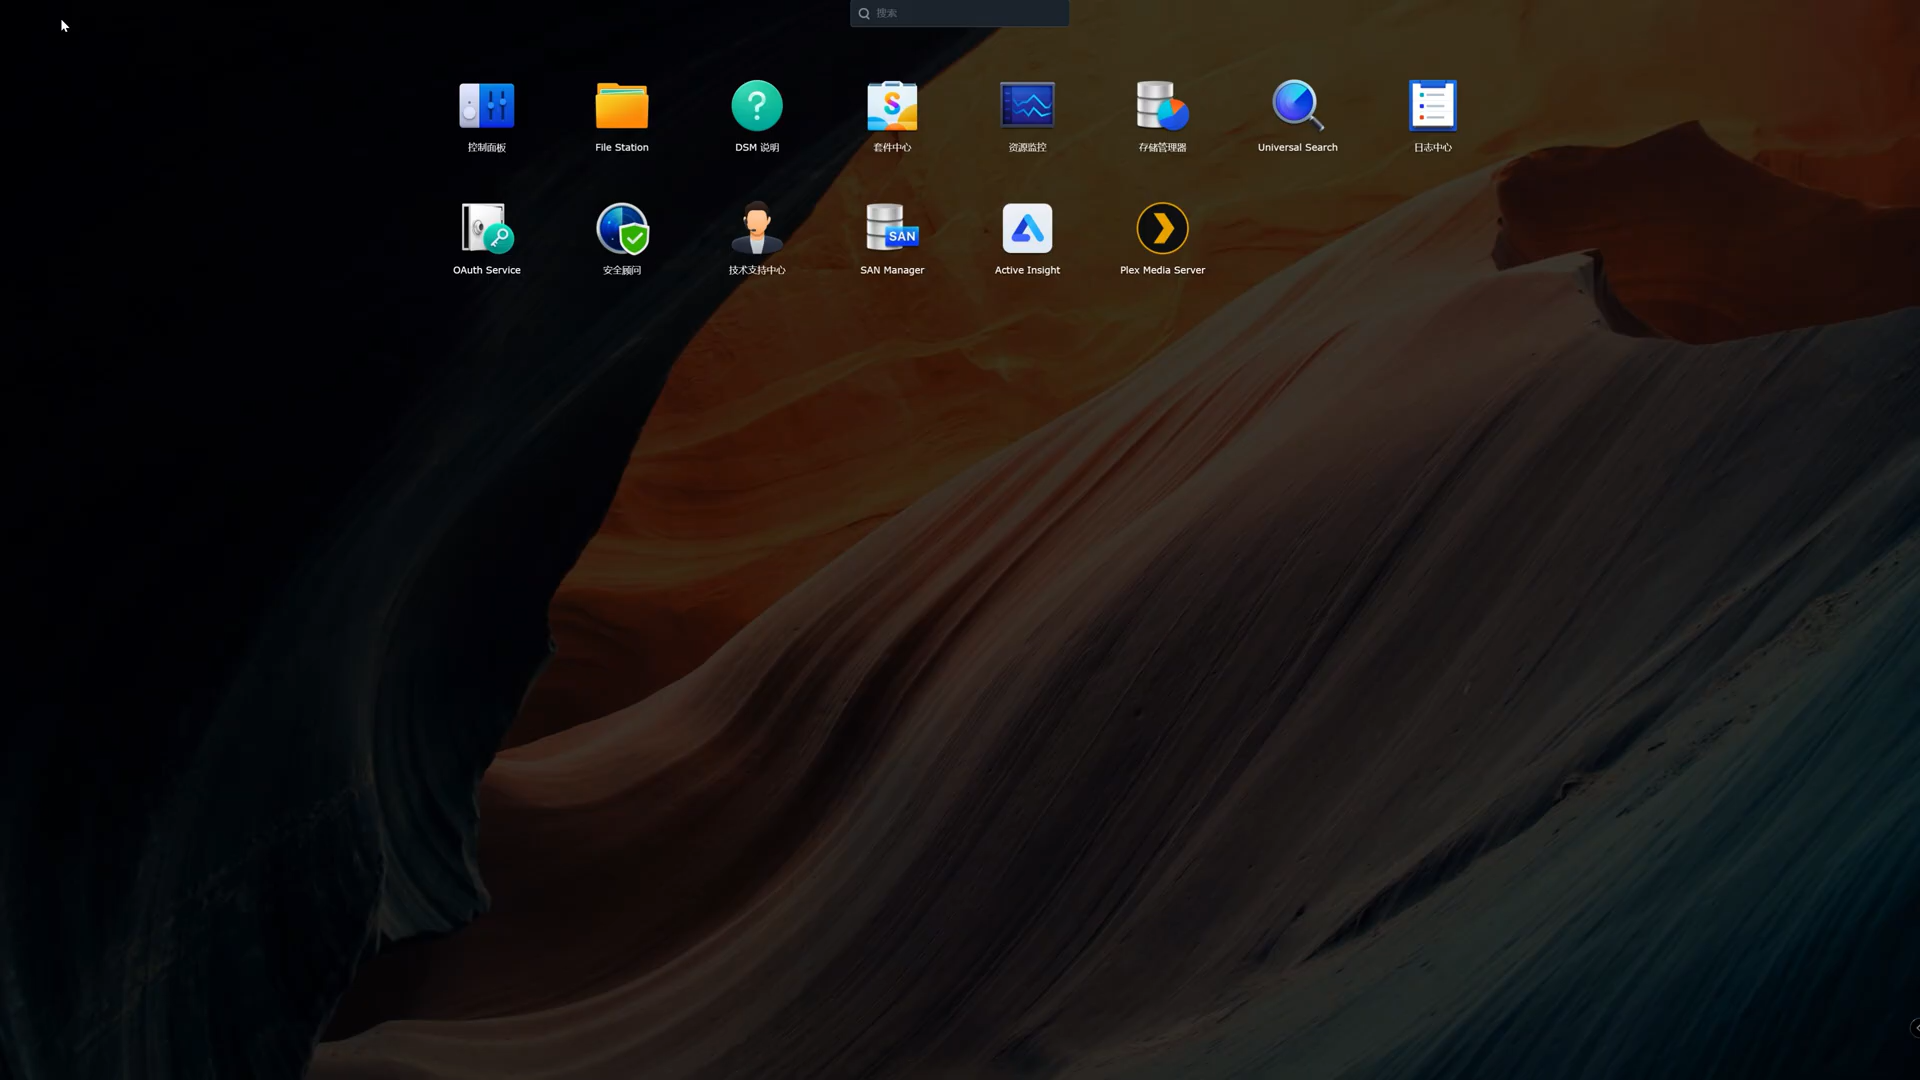 搜索
控制面板
File Station
DSM 说明
套件中心
资源监控
存储管理器
Universal Search
日志中心
OAuth Service
安全顾问
技术支持中心
SAN
SAN Manager
Active Insight
Plex Media Server